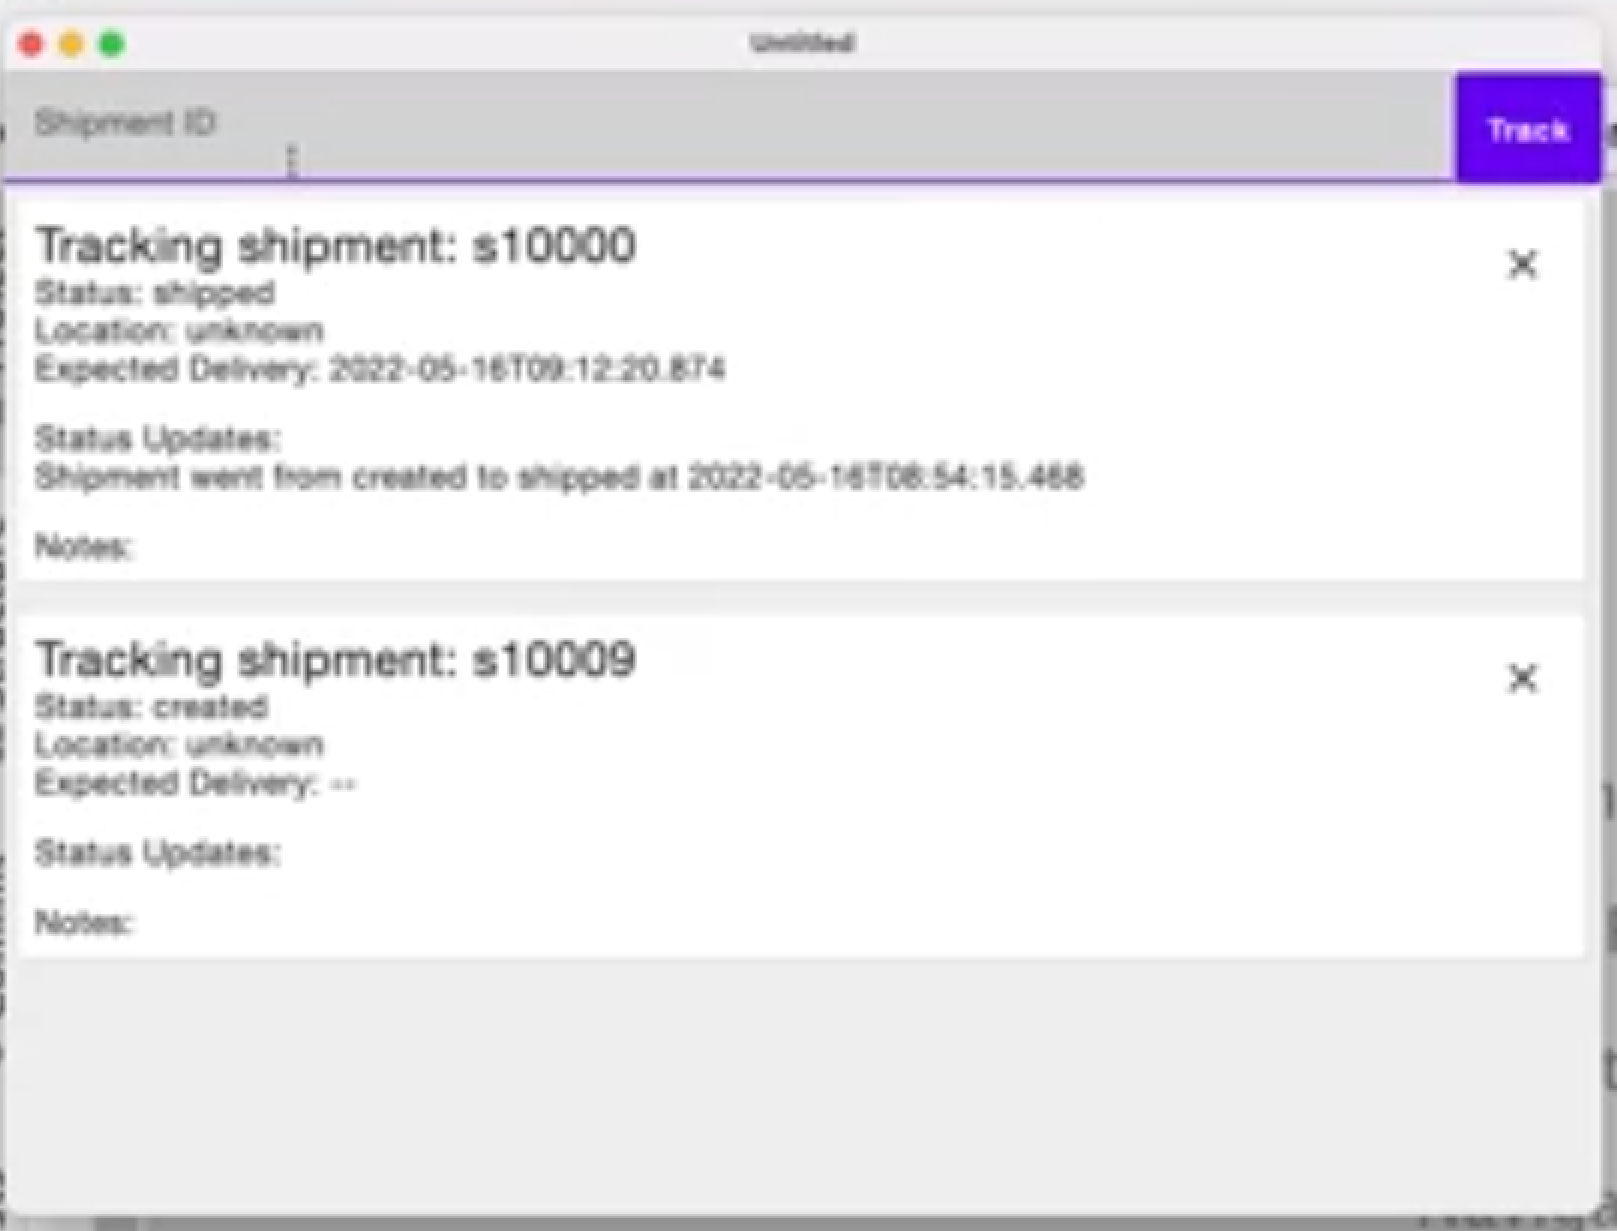 Untitled
Shipment ID
Track
Tracking shipment: s10000
Status: shipped
Location: unknown
Expected Delivery: 2022-05-16T09:12:20.874
Status Updates:
Shipment went from created to shipped at 2022-05-16T08:54:15.468
Notes:
Tracking shipment: s10009
Status: created
Location: unknown
Expected Delivery: --
Status Updates:
Notes: